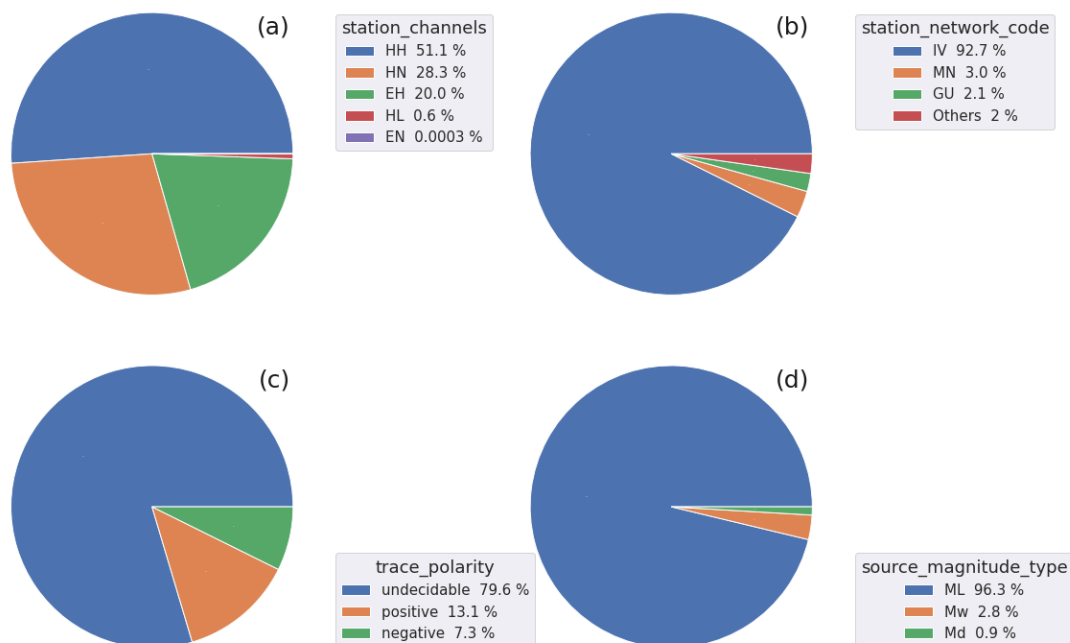 (a)
station_channels
HH 51.1 %
HN 28.3 %
EH 20.0 %
HL 0.6 %
EN 0.0003 %
(b)
station_network_code
IV 92.7 %
MN 3.0 %
GU 2.1 %
Others 2 %
(c)
trace_polarity
undecidable 79.6 %
positive 13.1 %
negative 7.3 %
(d)
source_magnitude_type
ML 96.3 %
Mw 2.8 %
Md 0.9 %